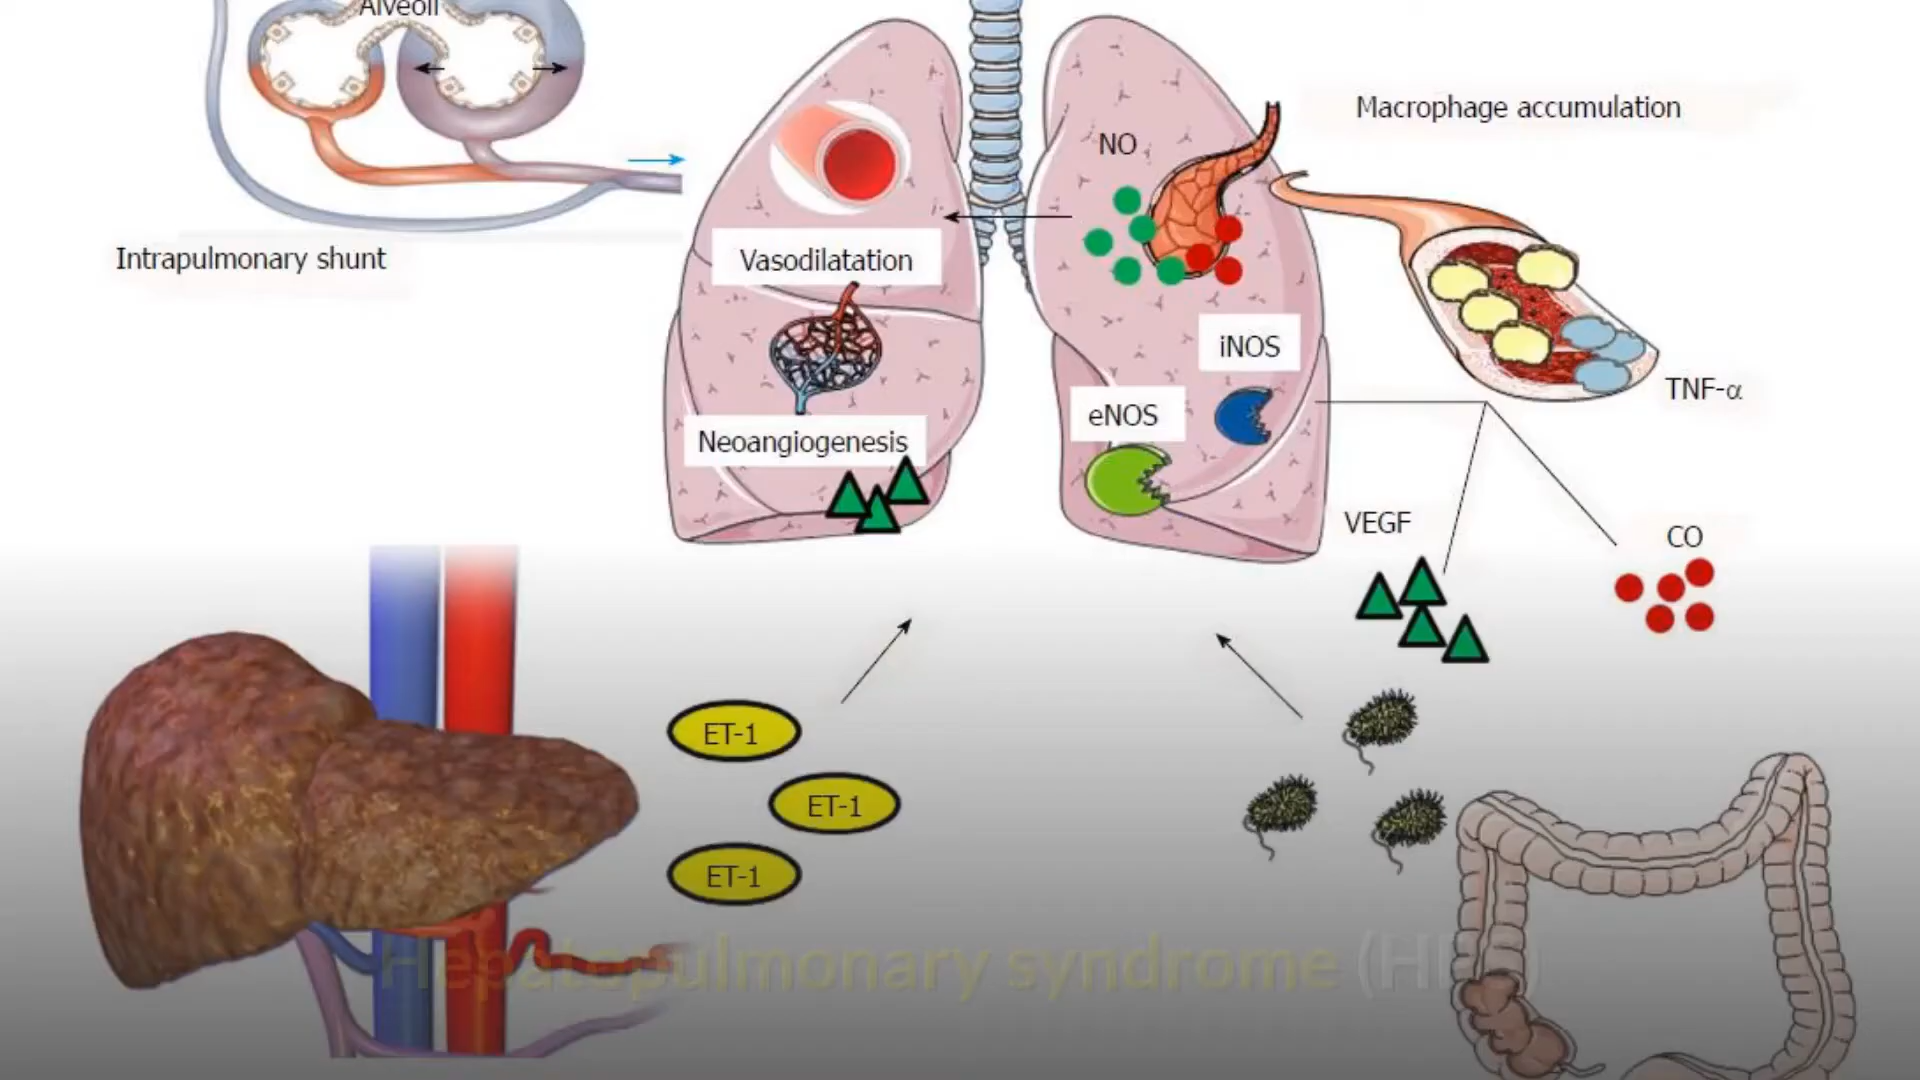 Alveoli
Macrophage accumulation
NO
Intrapulmonary shunt
Vasodilatation
iNOS
TNF-α
eNOS
Neoangiogenesis
VEGF
CO
ET-1
ET-1
ET-1
Hepatopulmonary syndrome (HPS)